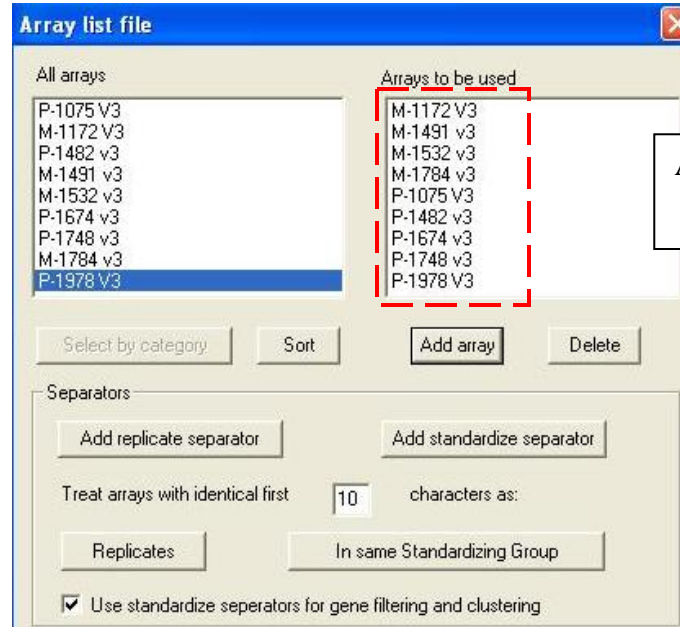 Array list file
All arrays
P-1075 V3
M-1172 V3
P-1482 v3
M-1491 v3
M-1532 v3
P-1674 v3
P-1748 v3
M-1784 v3
P-1978 V3
Arrays to be used
M-1172 V3
M-1491 v3
M-1532 v3
M-1784 v3
P-1075 V3
P-1482 v3
P-1674 v3
P-1748 v3
P-1978 V3
Select by category
Sort
Add array
Delete
Separators
Add replicate separator
Add standardize separator
Treat arrays with identical first 10 characters as:
Replicates
In same Standardizing Group
Use standardize seperators for gene filtering and clustering